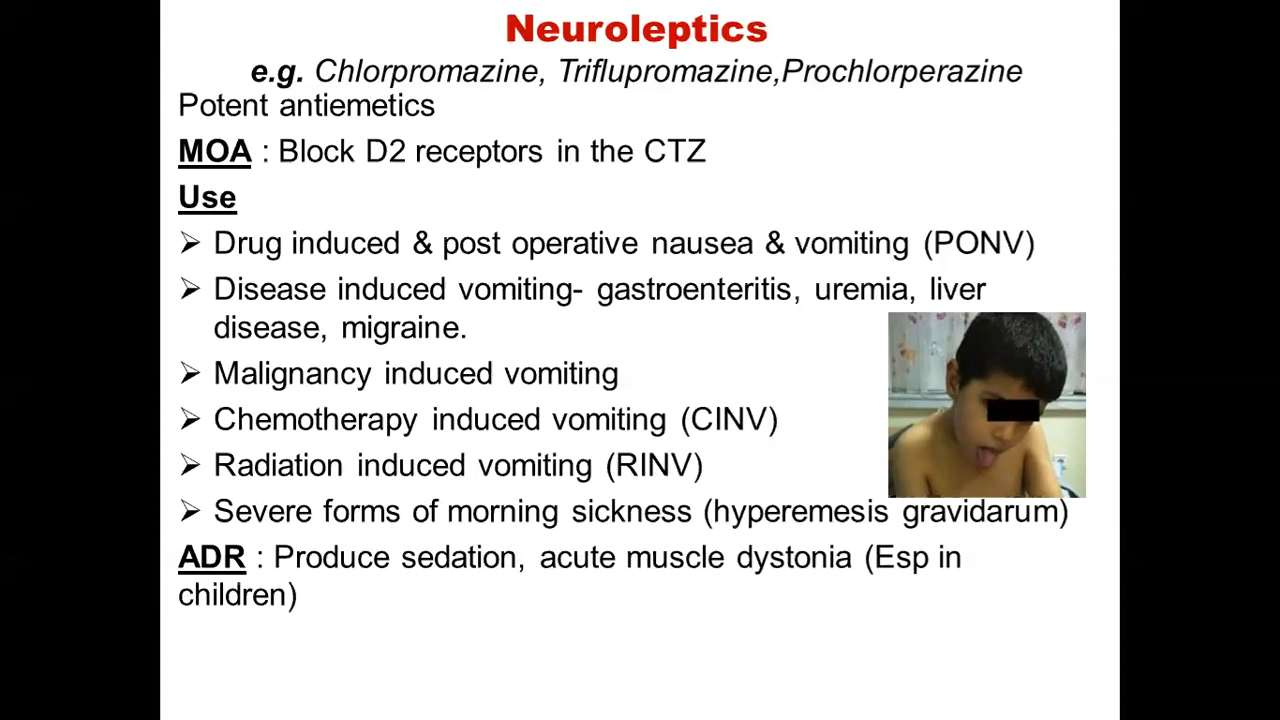 Neuroleptics
e.g. Chlorpromazine, Triflupromazine,Prochlorperazine
Potent antiemetics
MOA : Block D2 receptors in the CTZ
Use
➢ Drug induced & post operative nausea & vomiting (PONV)
➢ Disease induced vomiting- gastroenteritis, uremia, liver
disease, migraine.
➢ Malignancy induced vomiting
➢ Chemotherapy induced vomiting (CINV)
➢ Radiation induced vomiting (RINV)
➢ Severe forms of morning sickness (hyperemesis gravidarum)
ADR : Produce sedation, acute muscle dystonia (Esp in
children)